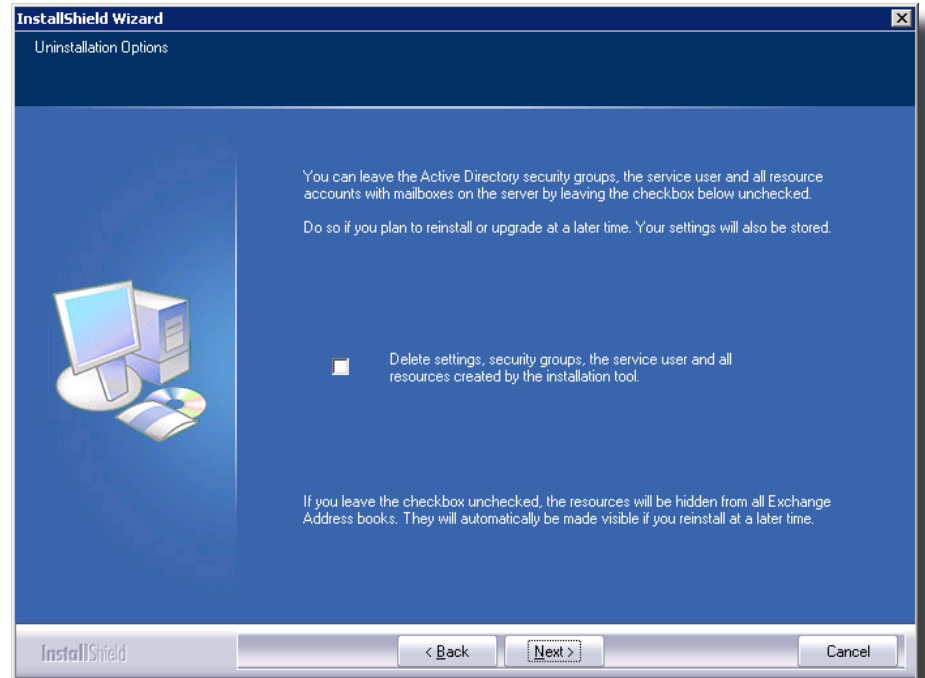 InstallShield Wizard
Uninstallation Options
You can leave the Active Directory security groups, the service user and all resource
accounts with mailboxes on the server by leaving the checkbox below unchecked.
Do so if you plan to reinstall or upgrade at a later time. Your settings will also be stored.
Delete settings, security groups, the service user and all
resources created by the installation tool.
If you leave the checkbox unchecked, the resources will be hidden from all Exchange
Address books. They will automatically be made visible if you reinstall at a later time.
InstallShield
< Back
Next >
Cancel